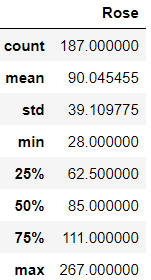 Rose
count 187.000000
mean 90.045455
std 39.109775
min 28.000000
25% 62.500000
50% 85.000000
75% 111.000000
max 267.000000